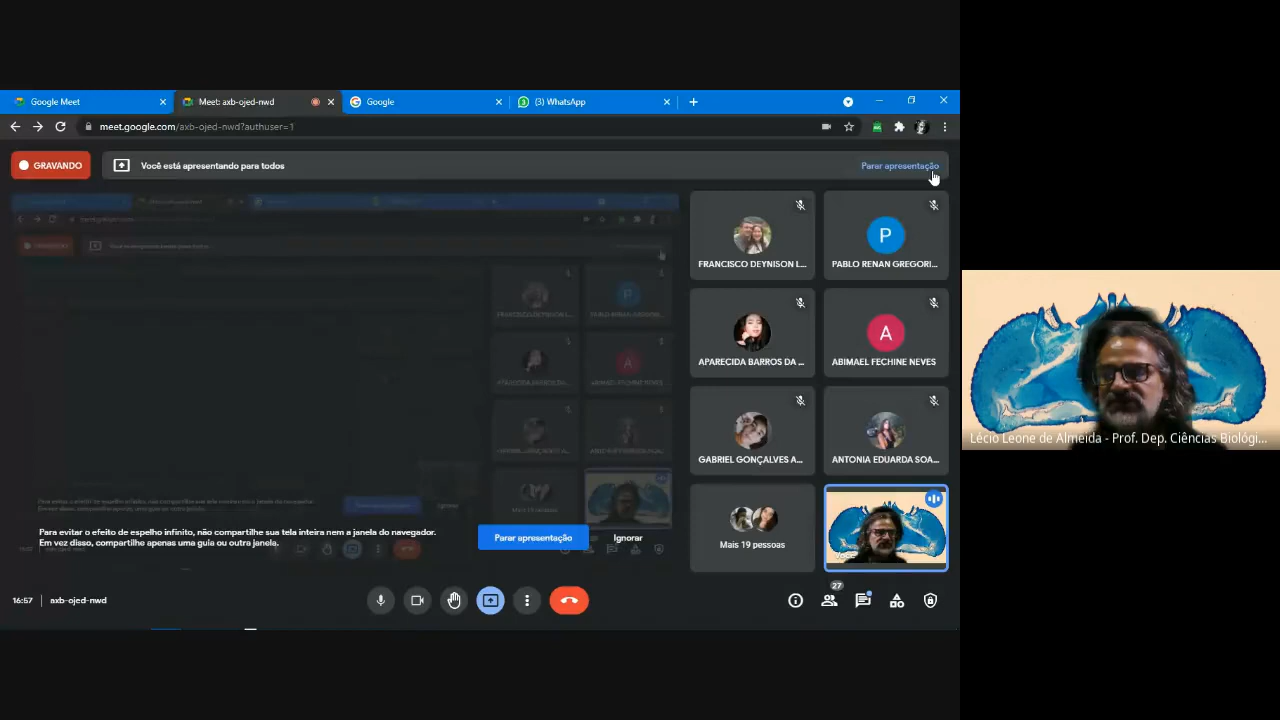 Google Meet
Meet: axb-ojed-nwd
Google
(3) WhatsApp
meet.google.com/axb-ojed-nwd?authuser=1
GRAVANDO
Você está apresentando para todos
Parar apresentação
FRANCISCO DEYNISON L...
PABLO RENAN GREGORI...
APARECIDA BARROS DA ...
ABIMAEL FECHINE NEVES
GABRIEL GONÇALVES A...
ANTONIA EDUARDA SOA...
Mais 19 pessoas
Para evitar o efeito de espelho infinito, não compartilhe sua tela inteira nem a janela do navegador.
Em vez disso, compartilhe apenas uma guia ou outra janela.
Parar apresentação
Ignorar
16:57
axb-ojed-nwd
27
Lécio Leone de Almeida - Prof. Dep. Ciências Biológi...